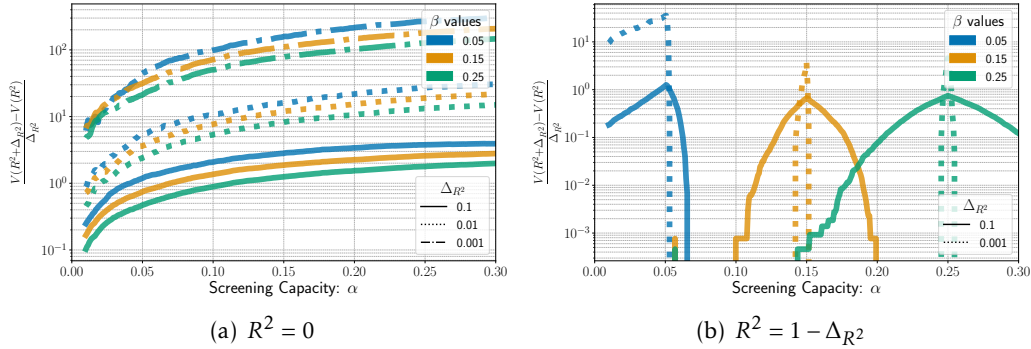 V(R²+Δ_{R²})−V(R²)
Δ_{R²}
10²
10¹
10⁰
10⁻¹
0.00 0.05 0.10 0.15 0.20 0.25 0.30
Screening Capacity: α
β values
0.05
0.15
0.25
Δ_{R²}
0.1
0.01
0.001
(a) R² = 0
V(R²+Δ_{R²})−V(R²)
Δ_{R²}
10¹
10⁰
10⁻¹
10⁻²
10⁻³
0.00 0.05 0.10 0.15 0.20 0.25 0.30
Screening Capacity: α
β values
0.05
0.15
0.25
Δ_{R²}
0.1
0.001
(b) R² = 1 − Δ_{R²}